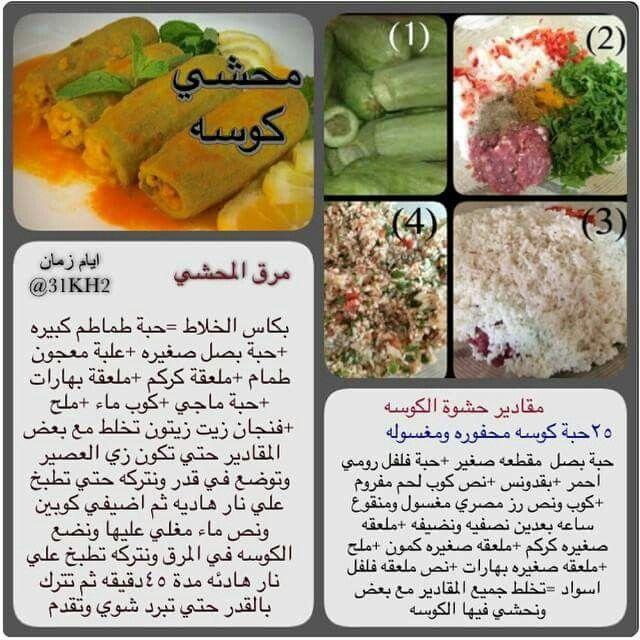 محشي
كوسه
(1)
(2)
(4)
(3)
ايام زمان
@31KH2
مرق المحشي
بكاس الخلاط =حبة طماطم كبيره
+حبة بصل صغيره +علبة معجون
طمام +ملعقة كركم +ملعقة بهارات
+حبة ماجي +كوب ماء +ملح
+فنجان زيت زيتون تخلط مع بعض
المقادير حتي تكون زي العصير
وتوضع في قدر ونتركه حتي تطبخ
علي نار هاديه ثم اضيفي كوبين
ونص ماء مغلي عليها ونضع
الكوسه في المرق ونتركه تطبخ علي
نار هادئه مدة ٤٥دقيقه ثم تترك
بالقدر حتي تبرد شوي وتقدم
مقادير حشوة الكوسه
٢٥حبة كوسه محفوره ومغسوله
حبة بصل مقطعه صغير +حبة فلفل رومي
احمر +بقدونس +نص كوب لحم مفروم
+كوب ونص رز مصري مغسول ومنقوع
ساعه بعدين نصفيه ونضيفه +ملعقه
صغيره كركم +ملعقه صغيره كمون +ملح
+ملعقه صغيره بهارات +نص ملعقه فلفل
اسواد =تخلط جميع المقادير مع بعض
ونحشي فيها الكوسه